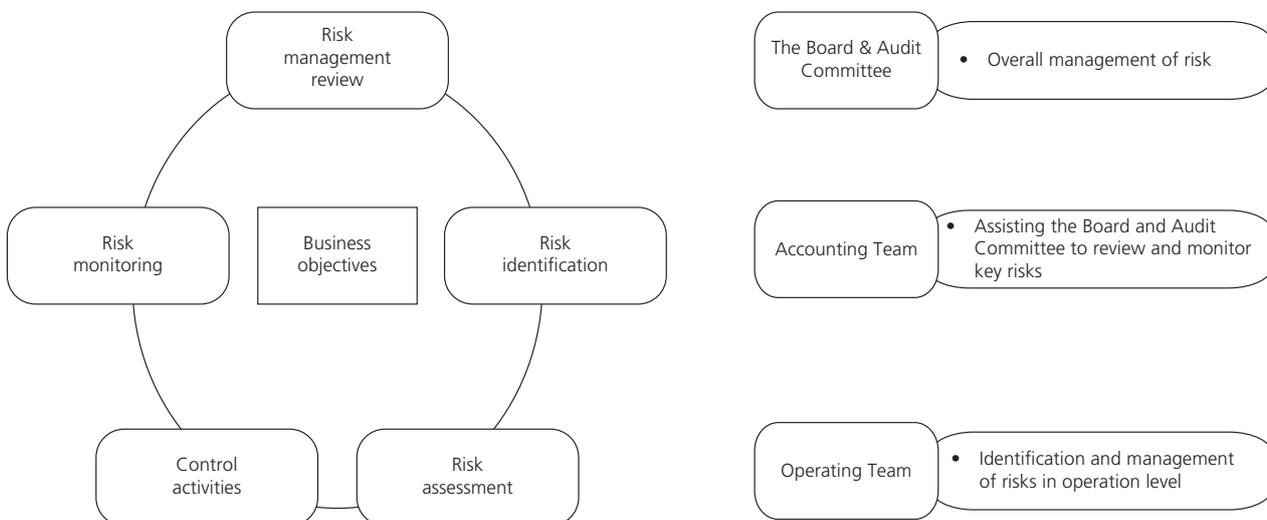 Risk
management
review
Risk
monitoring
Business
objectives
Risk
identification
Control
activities
Risk
assessment
The Board & Audit
Committee
• Overall management of risk
Accounting Team
• Assisting the Board and Audit
Committee to review and monitor
key risks
Operating Team
• Identification and management
of risks in operation level